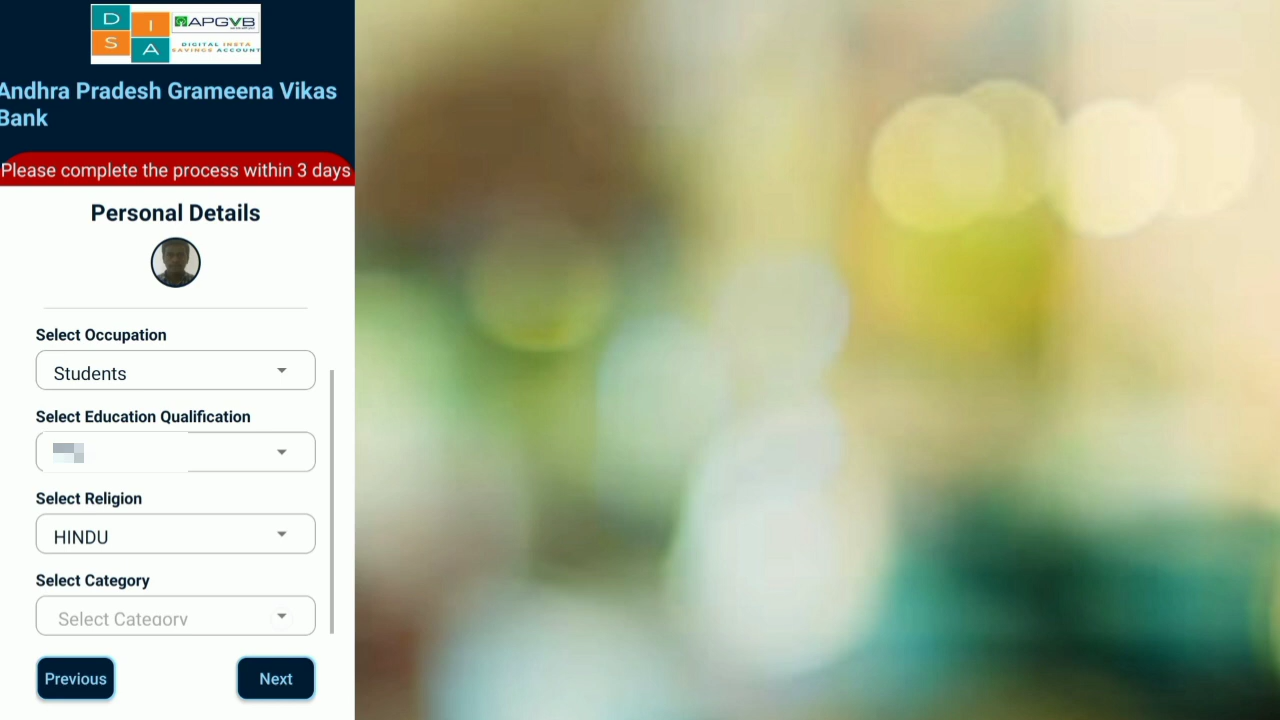 D I
S A
APGVB
DIGITAL INSTA
SAVINGS ACCOUNT
Andhra Pradesh Grameena Vikas
Bank
Please complete the process within 3 days
Personal Details
Select Occupation
Students
Select Education Qualification
Select Religion
HINDU
Select Category
Select Category
Previous
Next